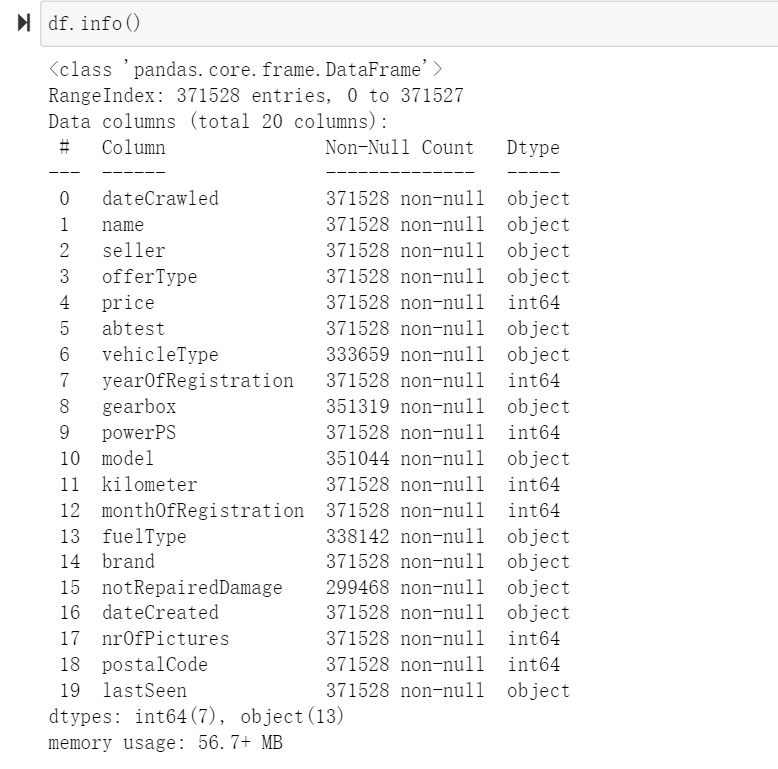 df.info()
<class 'pandas.core.frame.DataFrame'>
RangeIndex: 371528 entries, 0 to 371527
Data columns (total 20 columns):
 #   Column               Non-Null Count   Dtype
---  ------               --------------   -----
 0   dateCrawled          371528 non-null  object
 1   name                 371528 non-null  object
 2   seller               371528 non-null  object
 3   offerType            371528 non-null  object
 4   price                371528 non-null  int64
 5   abtest               371528 non-null  object
 6   vehicleType          333659 non-null  object
 7   yearOfRegistration   371528 non-null  int64
 8   gearbox              351319 non-null  object
 9   powerPS              371528 non-null  int64
 10  model                351044 non-null  object
 11  kilometer            371528 non-null  int64
 12  monthOfRegistration  371528 non-null  int64
 13  fuelType             338142 non-null  object
 14  brand                371528 non-null  object
 15  notRepairedDamage    299468 non-null  object
 16  dateCreated          371528 non-null  object
 17  nrOfPictures         371528 non-null  int64
 18  postalCode           371528 non-null  int64
 19  lastSeen             371528 non-null  object
dtypes: int64(7), object(13)
memory usage: 56.7+ MB